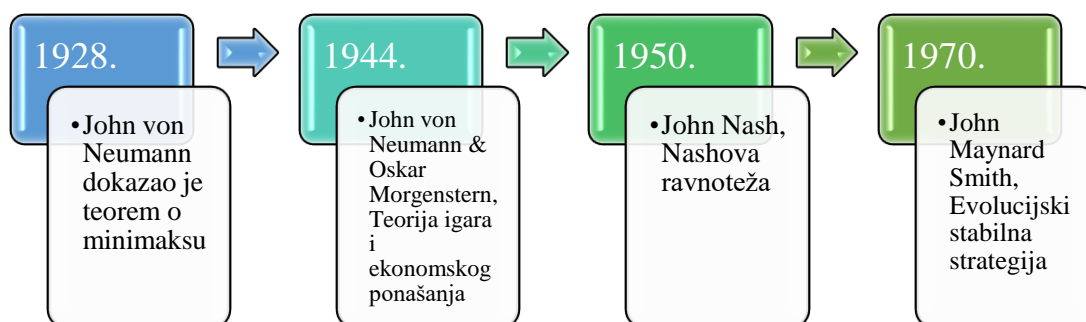 1928.
•John von
Neumann
dokazao je
teorem o
minimaksu
1944.
•John von
Neumann &
Oskar
Morgenstern,
Teorija igara
i
ekonomskog
ponašanja
1950.
•John Nash,
Nashova
ravnoteža
1970.
•John
Maynard
Smith,
Evolucijski
stabilna
strategija